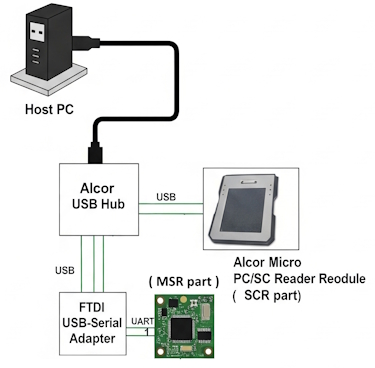 Host PC
Alcor
USB Hub
USB
Alcor Micro
PC/SC Reader Reodule
( SCR part)
USB
( MSR part )
FTDI
USB-Serial
Adapter
UART
1